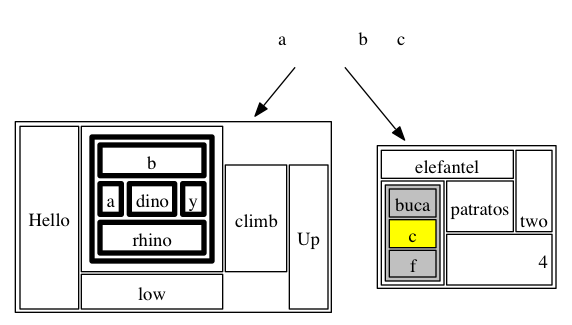 a b c
b
a dino y
rhino
Hello
low
climb
Up
elefantel
buca
c
f
patratos
two
4